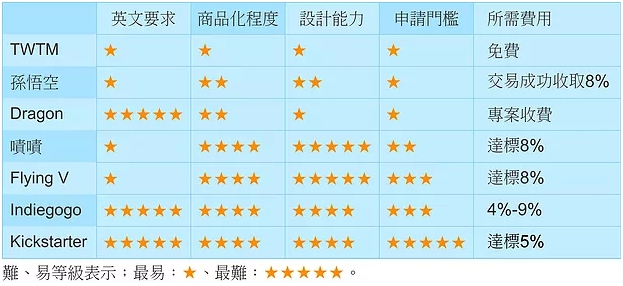 英文要求 商品化程度 設計能力 申請門檻 所需費用
TWTM ★ ★ ★ ★ 免費
孫悟空 ★ ★★ ★★ ★ 交易成功收取8%
Dragon ★★★★★ ★★ ★ ★ 專案收費
嘖嘖 ★ ★★★★ ★★★★★ ★★ 達標8%
Flying V ★ ★★★★ ★★★★★ ★★★ 達標8%
Indiegogo ★★★★★ ★★★★ ★★★★ ★★★ 4%-9%
Kickstarter ★★★★★ ★★★★ ★★★★ ★★★★★ 達標5%
難、易等級表示；最易：★、最難：★★★★★。